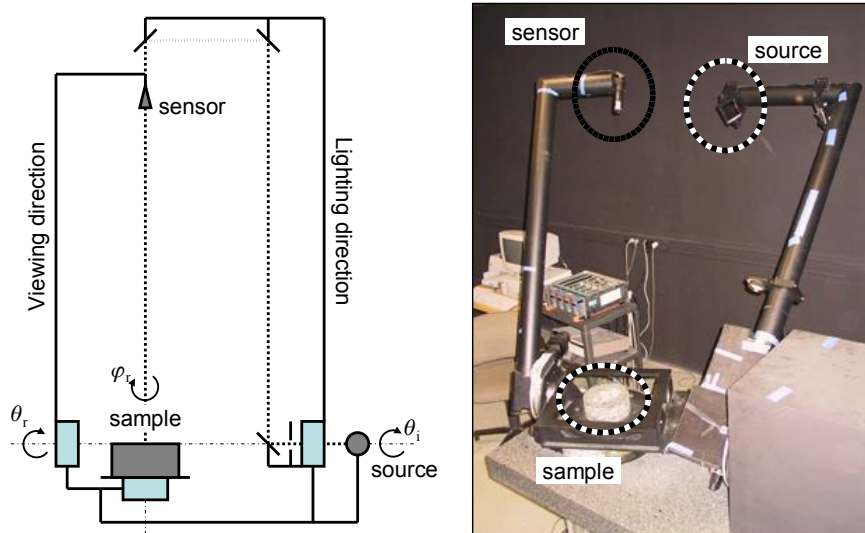 sensor
Viewing direction
Lighting direction
φr
sample
θr
θi
source
sensor
source
sample